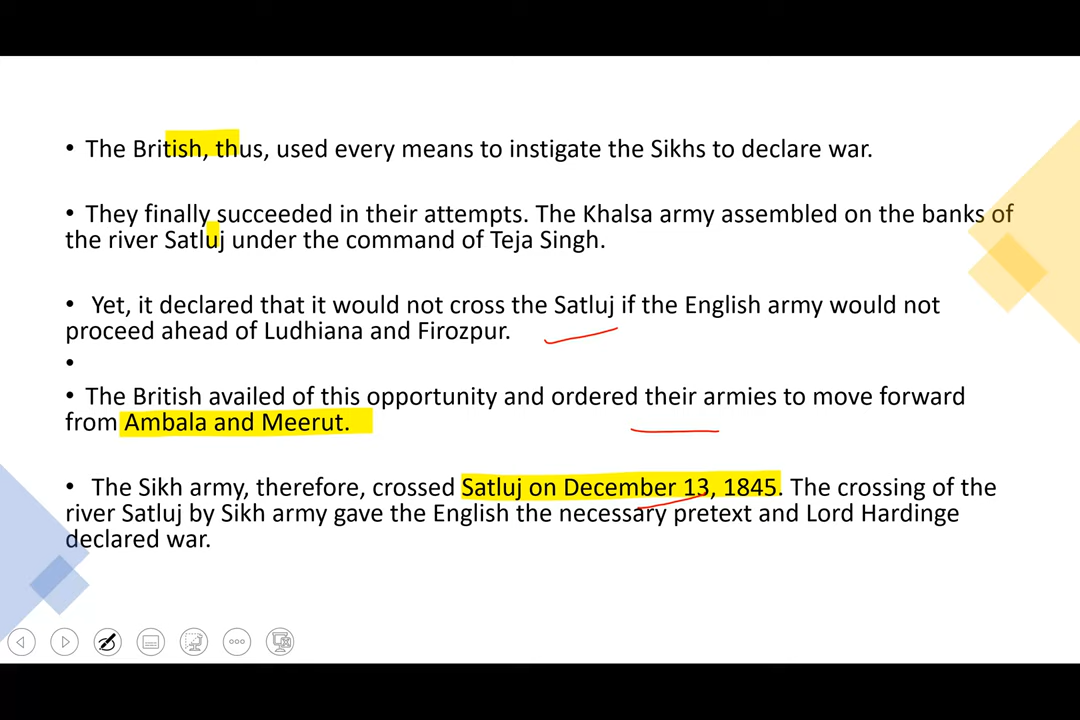 • The British, thus, used every means to instigate the Sikhs to declare war.
• They finally succeeded in their attempts. The Khalsa army assembled on the banks of
the river Satluj under the command of Teja Singh.
• Yet, it declared that it would not cross the Satluj if the English army would not
proceed ahead of Ludhiana and Firozpur.
•
• The British availed of this opportunity and ordered their armies to move forward
from Ambala and Meerut.
• The Sikh army, therefore, crossed Satluj on December 13, 1845. The crossing of the
river Satluj by Sikh army gave the English the necessary pretext and Lord Hardinge
declared war.